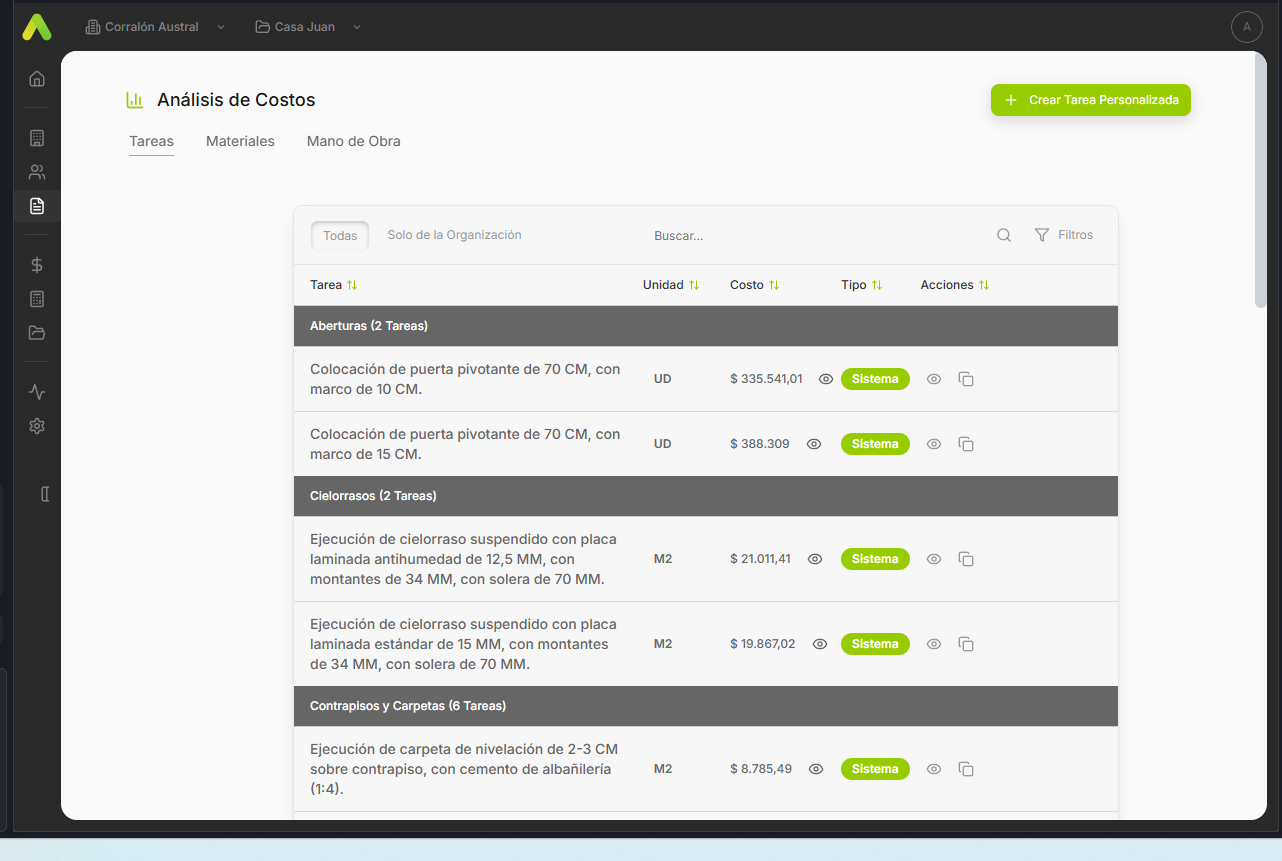 Corralón Austral
Casa Juan
A
Análisis de Costos
+ Crear Tarea Personalizada
Tareas
Materiales
Mano de Obra
Todas
Solo de la Organización
Buscar...
Filtros
Tarea
Unidad
Costo
Tipo
Acciones
Aberturas (2 Tareas)
Colocación de puerta pivotante de 70 CM, con
marco de 10 CM.
UD
$ 335.541,01
Sistema
Colocación de puerta pivotante de 70 CM, con
marco de 15 CM.
UD
$ 388.309
Sistema
Cielorrasos (2 Tareas)
Ejecución de cielorraso suspendido con placa
laminada antihumedad de 12,5 MM, con
montantes de 34 MM, con solera de 70 MM.
M2
$ 21.011,41
Sistema
Ejecución de cielorraso suspendido con placa
laminada estándar de 15 MM, con montantes
de 34 MM, con solera de 70 MM.
M2
$ 19.867,02
Sistema
Contrapisos y Carpetas (6 Tareas)
Ejecución de carpeta de nivelación de 2-3 CM
sobre contrapiso, con cemento de albañilería
(1:4).
M2
$ 8.785,49
Sistema